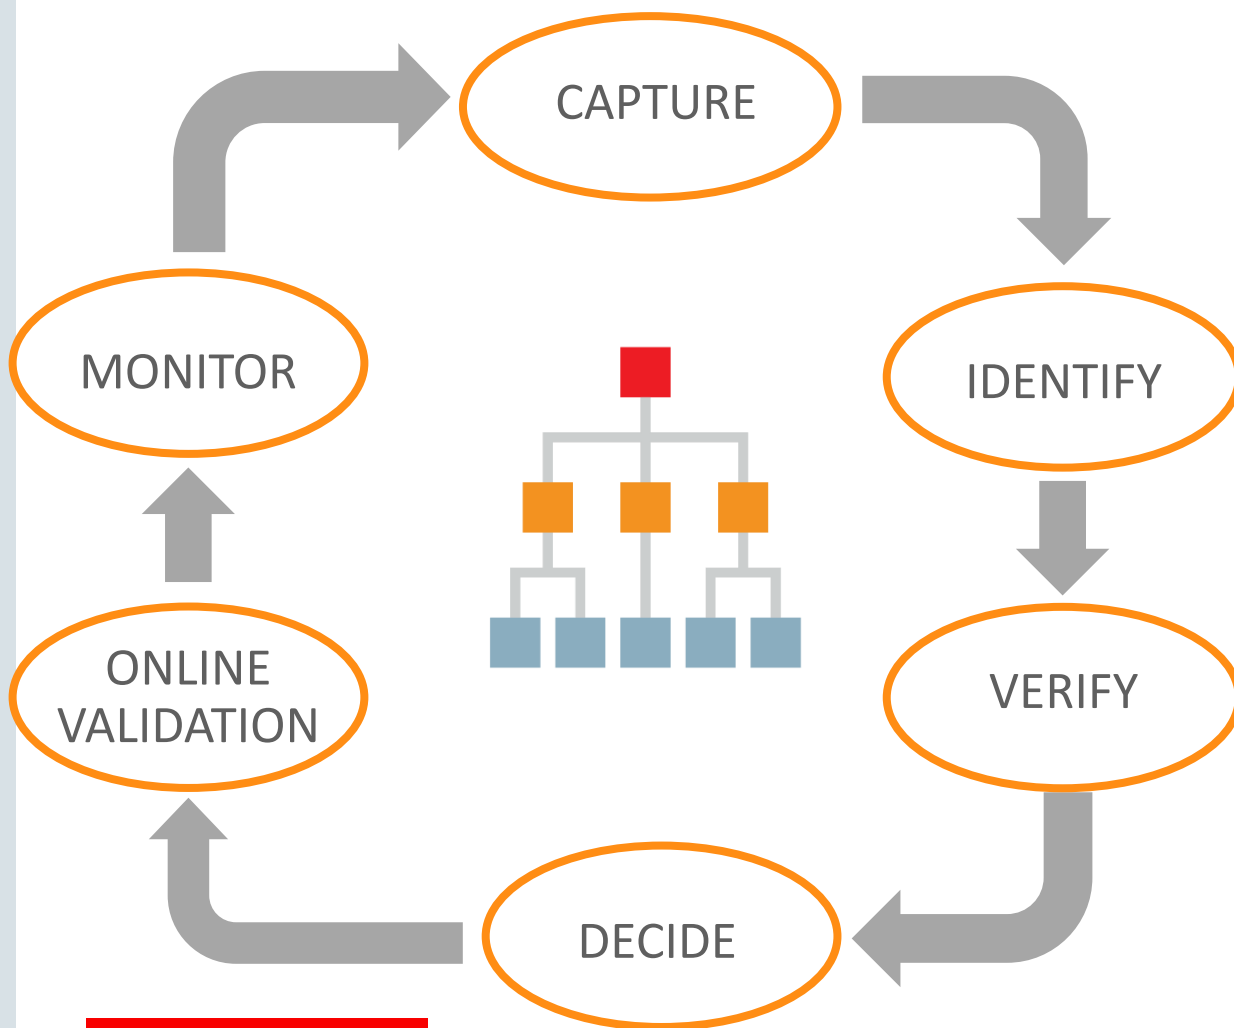 CAPTURE
IDENTIFY
VERIFY
DECIDE
ONLINE
VALIDATION
MONITOR